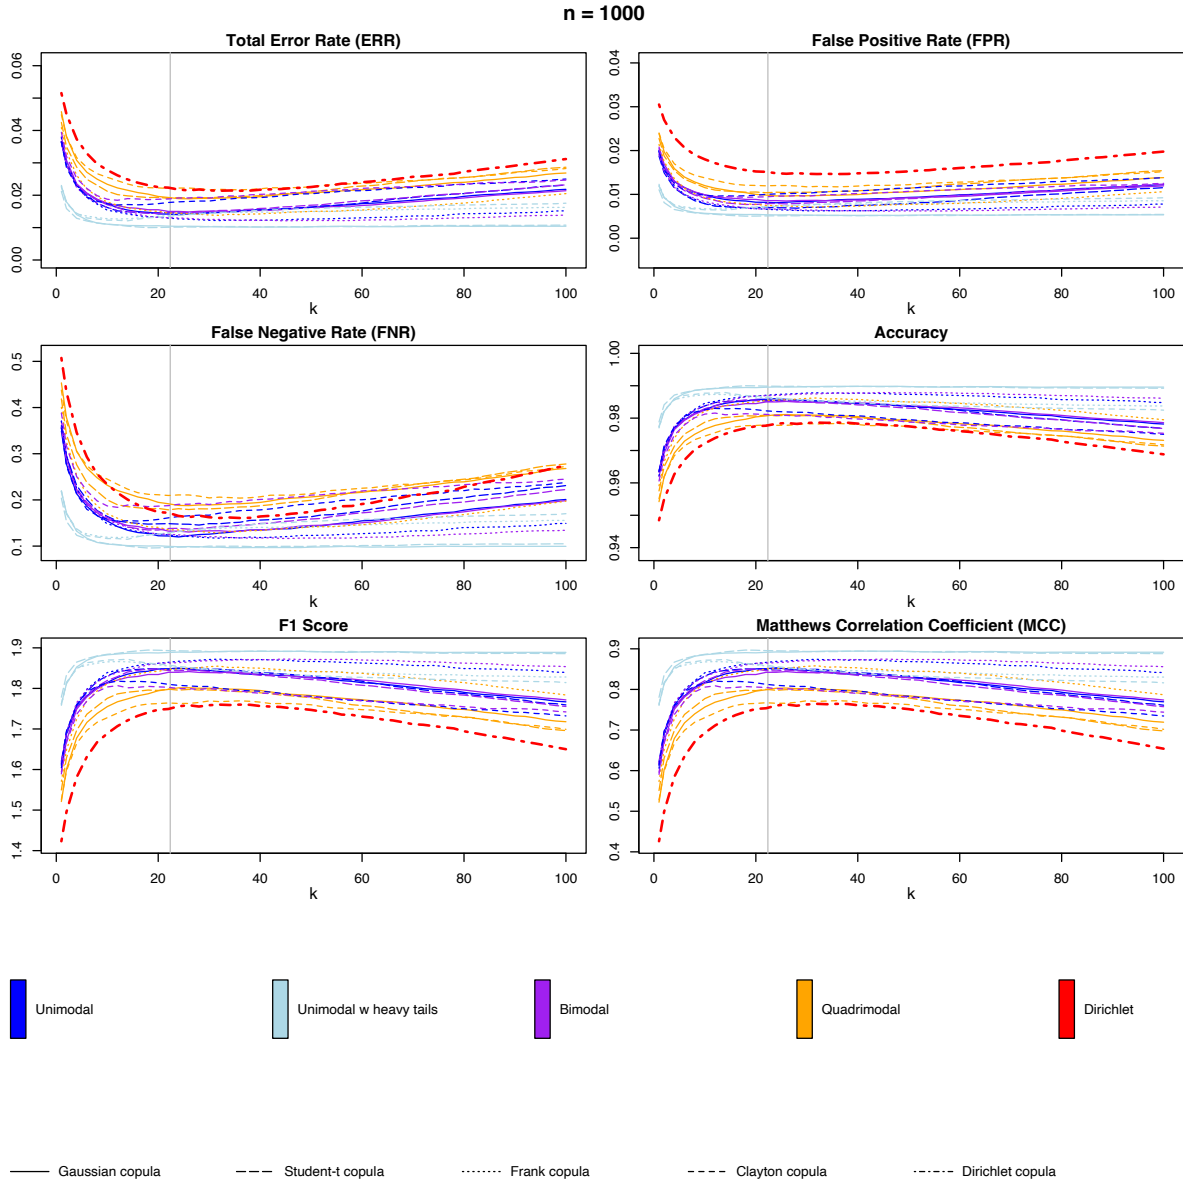 n = 1000
Total Error Rate (ERR)
0.00 0.02 0.04 0.06
0 20 40 60 80 100
k
False Positive Rate (FPR)
0.00 0.01 0.02 0.03 0.04
0 20 40 60 80 100
k
False Negative Rate (FNR)
0.1 0.2 0.3 0.4 0.5
0 20 40 60 80 100
k
Accuracy
0.94 0.96 0.98 1.00
0 20 40 60 80 100
k
F1 Score
1.4 1.5 1.6 1.7 1.8 1.9
0 20 40 60 80 100
k
Matthews Correlation Coefficient (MCC)
0.4 0.5 0.6 0.7 0.8 0.9
0 20 40 60 80 100
k
Unimodal Unimodal w heavy tails Bimodal Quadrimodal Dirichlet
Gaussian copula Student-t copula Frank copula Clayton copula Dirichlet copula